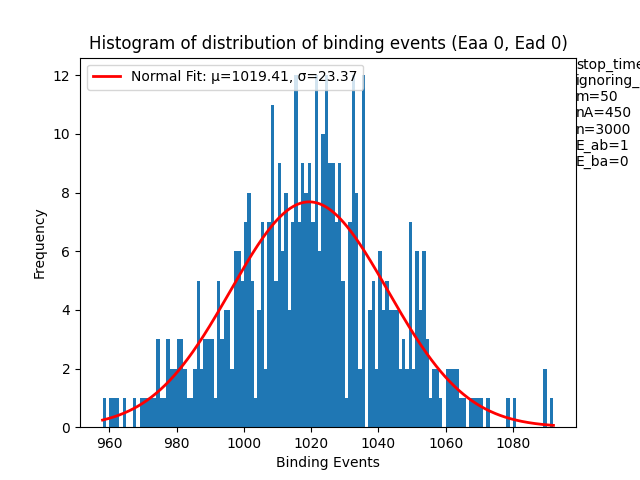 Histogram of distribution of binding events (Eaa 0, Ead 0)
Normal Fit: μ=1019.41, σ=23.37
stop_time
ignoring_
m=50
nA=450
n=3000
E_ab=1
E_ba=0
Frequency
12
10
8
6
4
2
0
960 980 1000 1020 1040 1060 1080
Binding Events